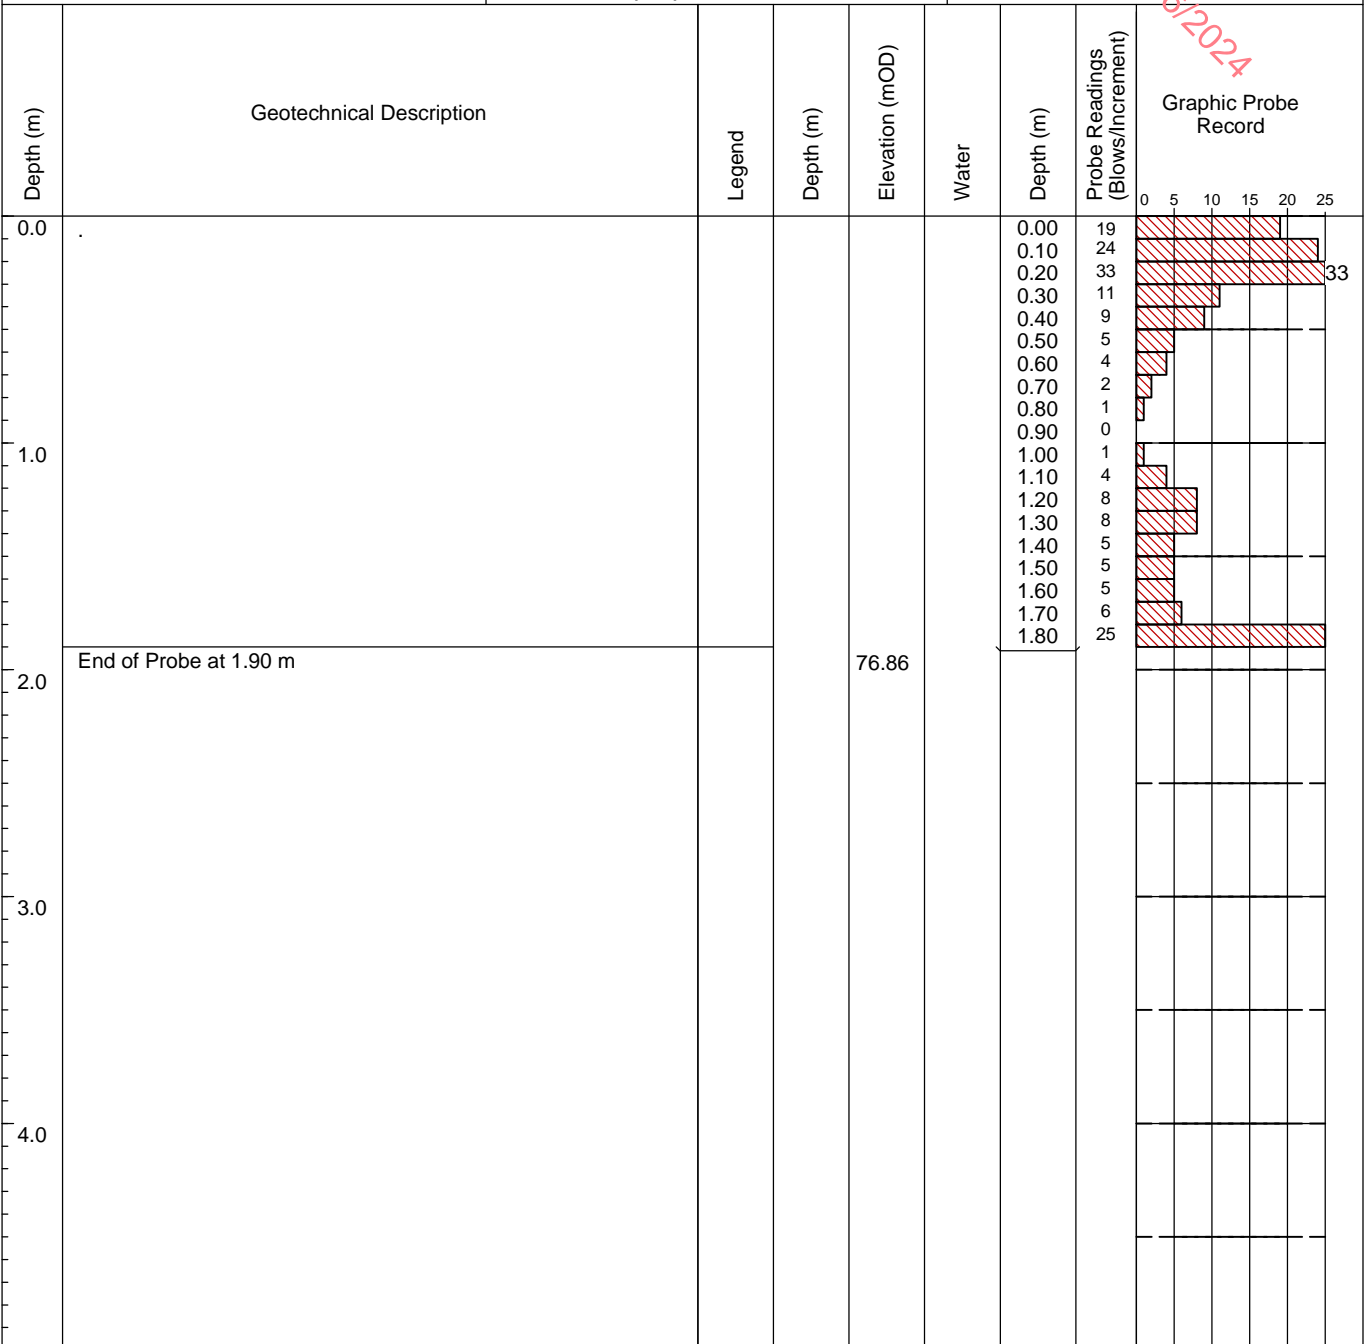 Depth (m)
Geotechnical Description
Legend
Depth (m)
Elevation (mOD)
Water
Depth (m)
Probe Readings
(Blows/Increment)
Graphic Probe
Record
0 5 10 15 20 25
0.0 . 0.00 19
0.10 24
0.20 33 33
0.30 11
0.40 9
0.50 5
0.60 4
0.70 2
0.80 1
0.90 0
1.0 1.00 1
1.10 4
1.20 8
1.30 8
1.40 5
1.50 5
1.60 5
1.70 6
1.80 25
End of Probe at 1.90 m 76.86
2.0
3.0
4.0
/2024